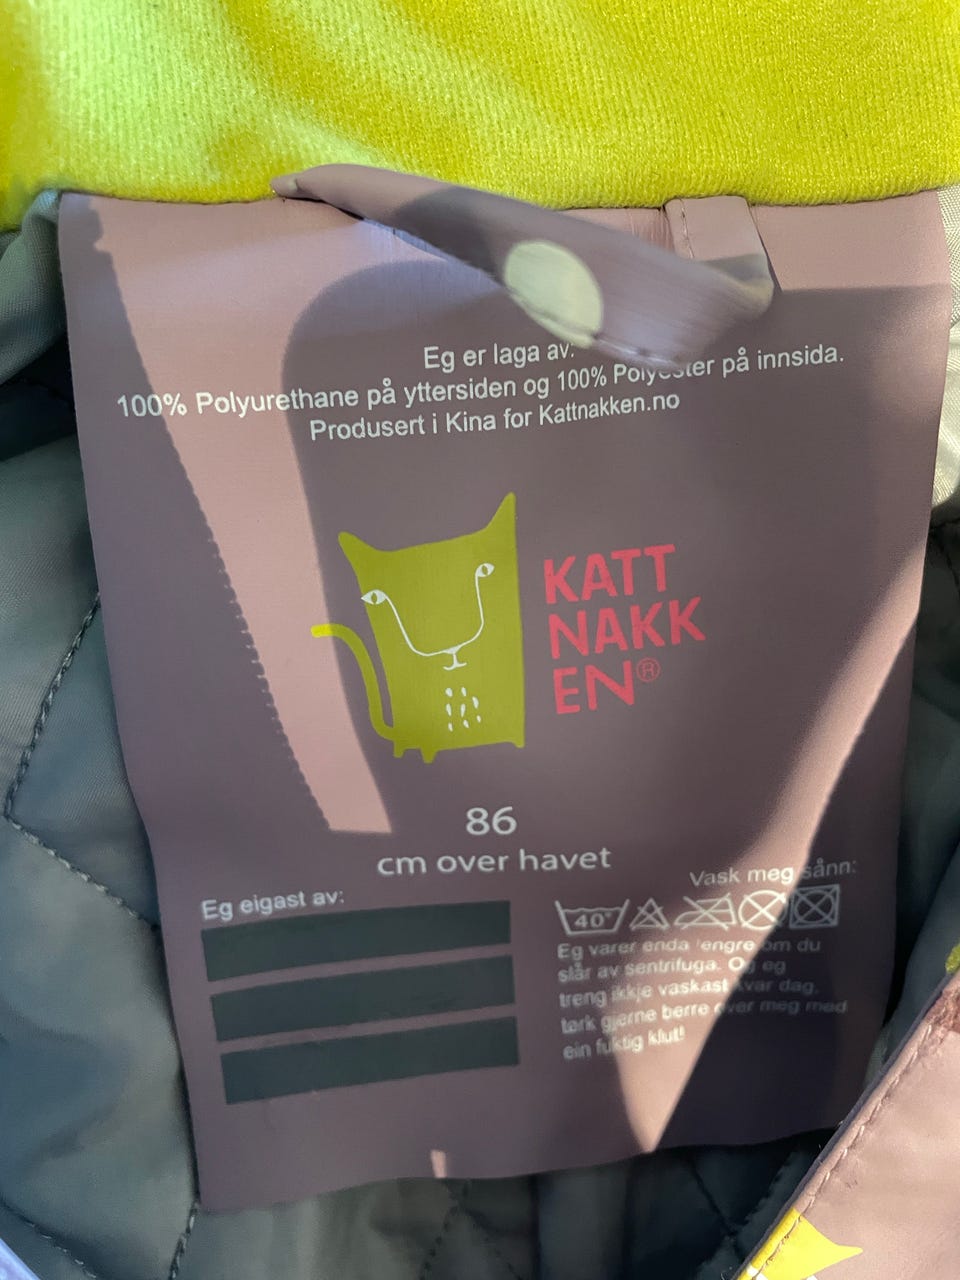 Eg er laga av:
100% Polyurethane på yttersiden og 100% Polyester på innsida.
Produsert i Kina for Kattnakken.no
KATT
NAKK
EN®
86
cm over havet
Eg eigast av:
Vask meg sånn:
40°
Eg varer enda lengre om du
slår av sentrifuga. Og eg
treng ikkje vaskast kvar dag,
tørk gjerne berre over meg med
ein fuktig klut!